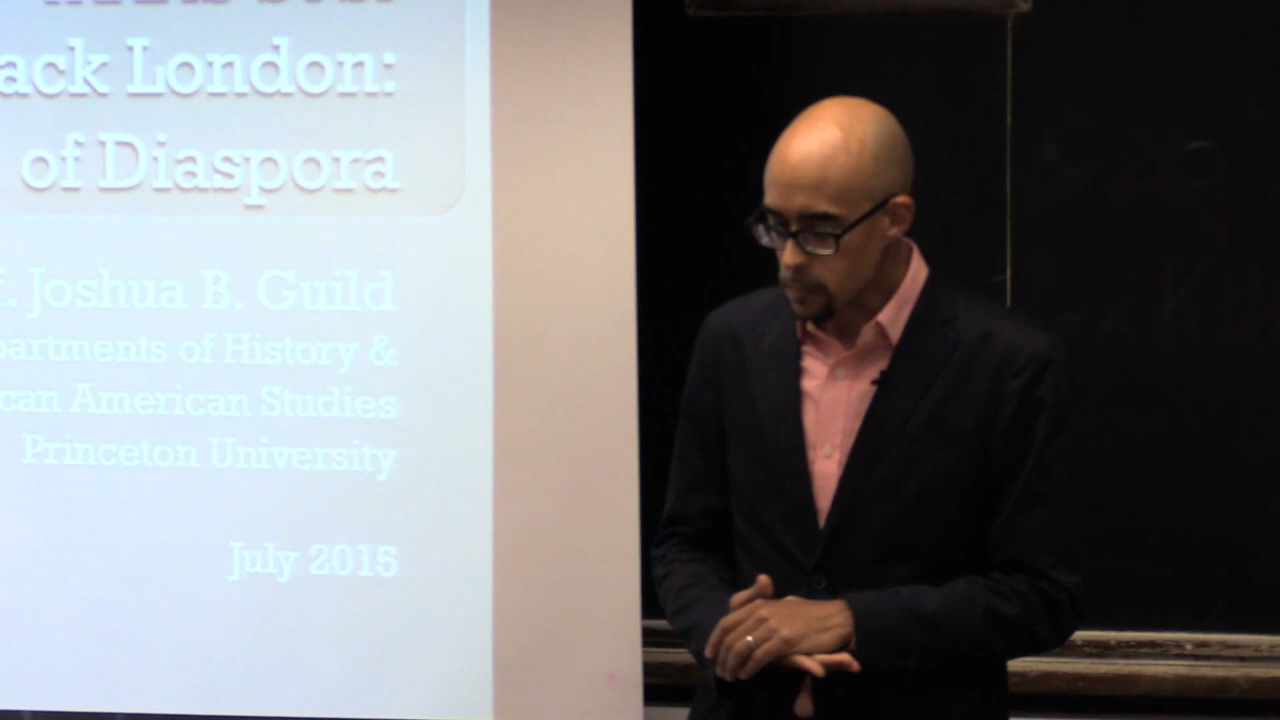 ack London:
of Diaspora
. Joshua B. Guild
partments of History &
can American Studies
Princeton University
July 2015